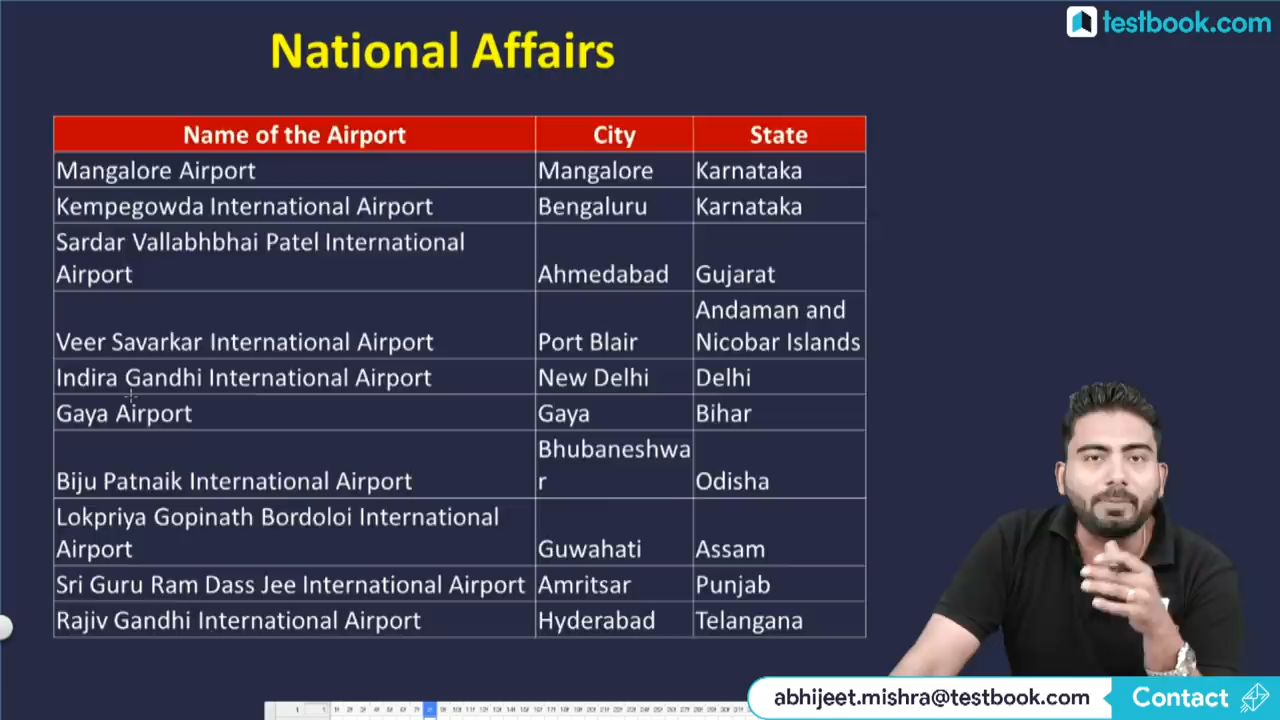 testbook.com
National Affairs
Name of the Airport City State
Mangalore Airport Mangalore Karnataka
Kempegowda International Airport Bengaluru Karnataka
Sardar Vallabhbhai Patel International
Airport Ahmedabad Gujarat
Andaman and
Veer Savarkar International Airport Port Blair Nicobar Islands
Indira Gandhi International Airport New Delhi Delhi
Gaya Airport Gaya Bihar
Bhubaneshwa
Biju Patnaik International Airport r Odisha
Lokpriya Gopinath Bordoloi International
Airport Guwahati Assam
Sri Guru Ram Dass Jee International Airport Amritsar Punjab
Rajiv Gandhi International Airport Hyderabad Telangana
abhijeet.mishra@testbook.com Contact